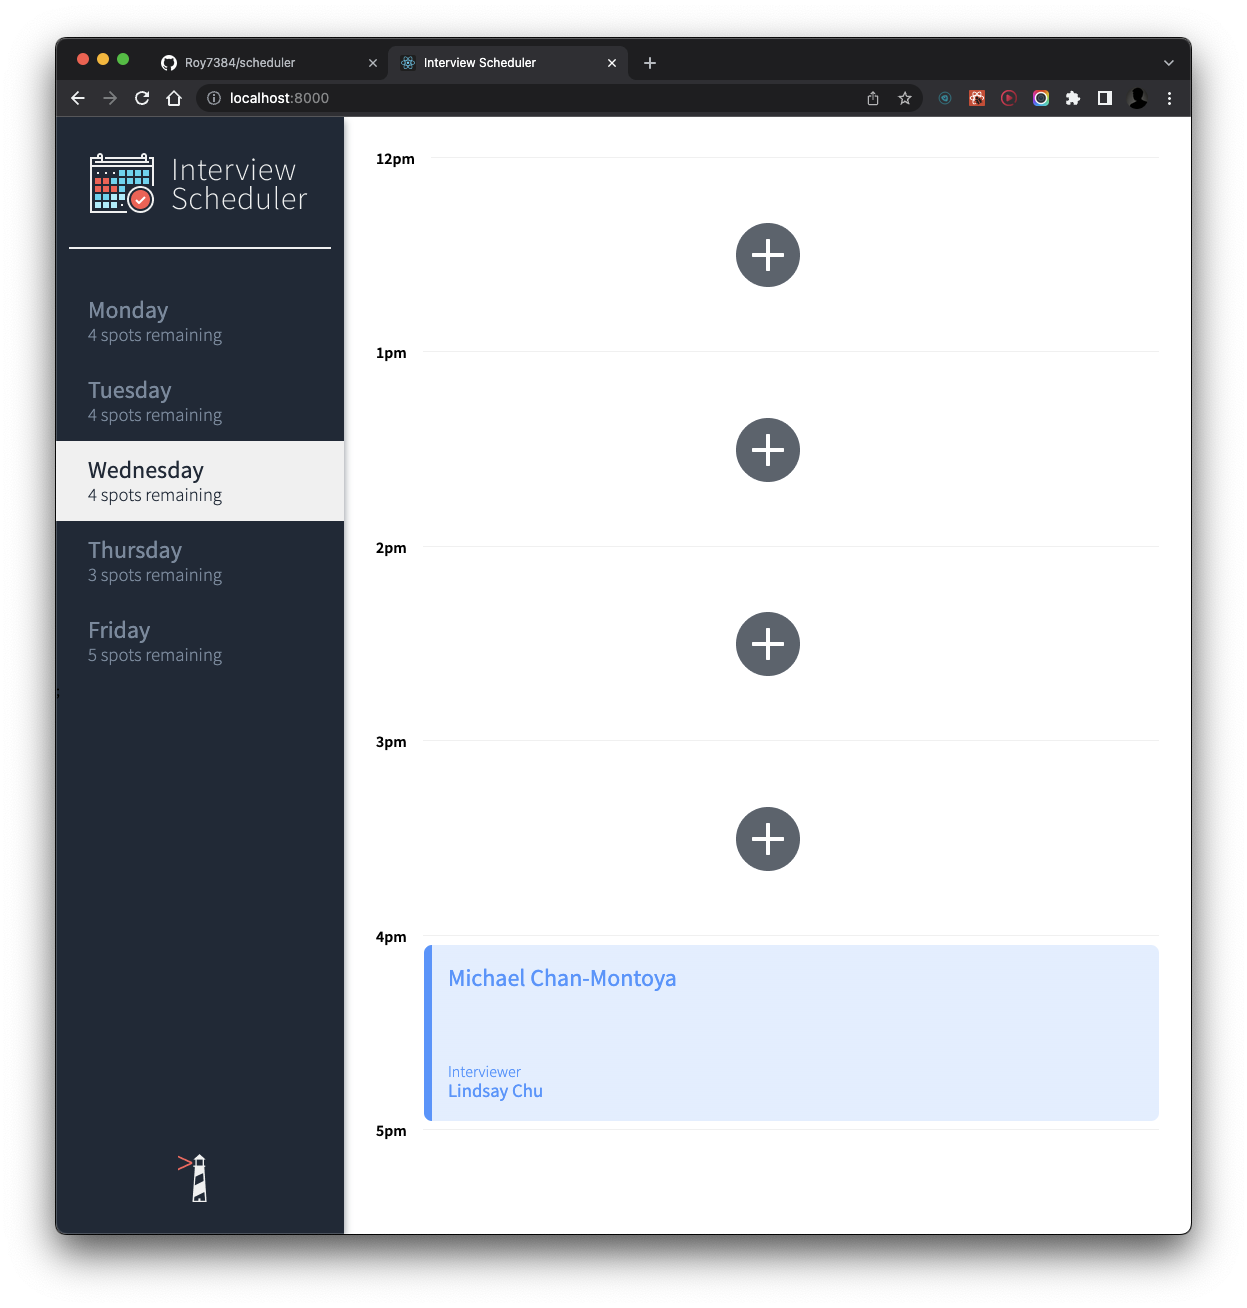 Roy7384/scheduler
Interview Scheduler
localhost:8000
Interview
Scheduler
Monday
4 spots remaining
Tuesday
4 spots remaining
Wednesday
4 spots remaining
Thursday
3 spots remaining
Friday
5 spots remaining
;
12pm
1pm
2pm
3pm
4pm
Michael Chan-Montoya
Interviewer
Lindsay Chu
5pm